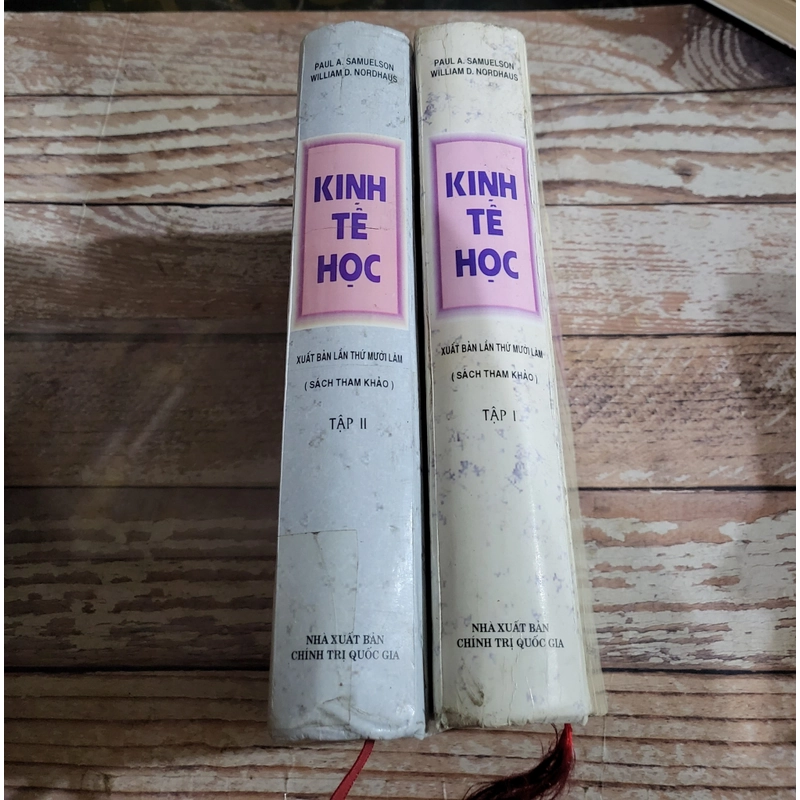 PAUL A. SAMUELSON
WILLIAM D. NORDHAUS
KINH
TẾ
HỌC
XUẤT BẢN LẦN THỨ MƯỜI LĂM
( SÁCH THAM KHẢO )
TẬP II
NHÀ XUẤT BẢN
CHÍNH TRỊ QUỐC GIA
PAUL A. SAMUELSON
WILLIAM D. NORDHAUS
KINH
TẾ
HỌC
XUẤT BẢN LẦN THỨ MƯỜI LĂM
( SÁCH THAM KHẢO )
TẬP I
NHÀ XUẤT BẢN
CHÍNH TRỊ QUỐC GIA